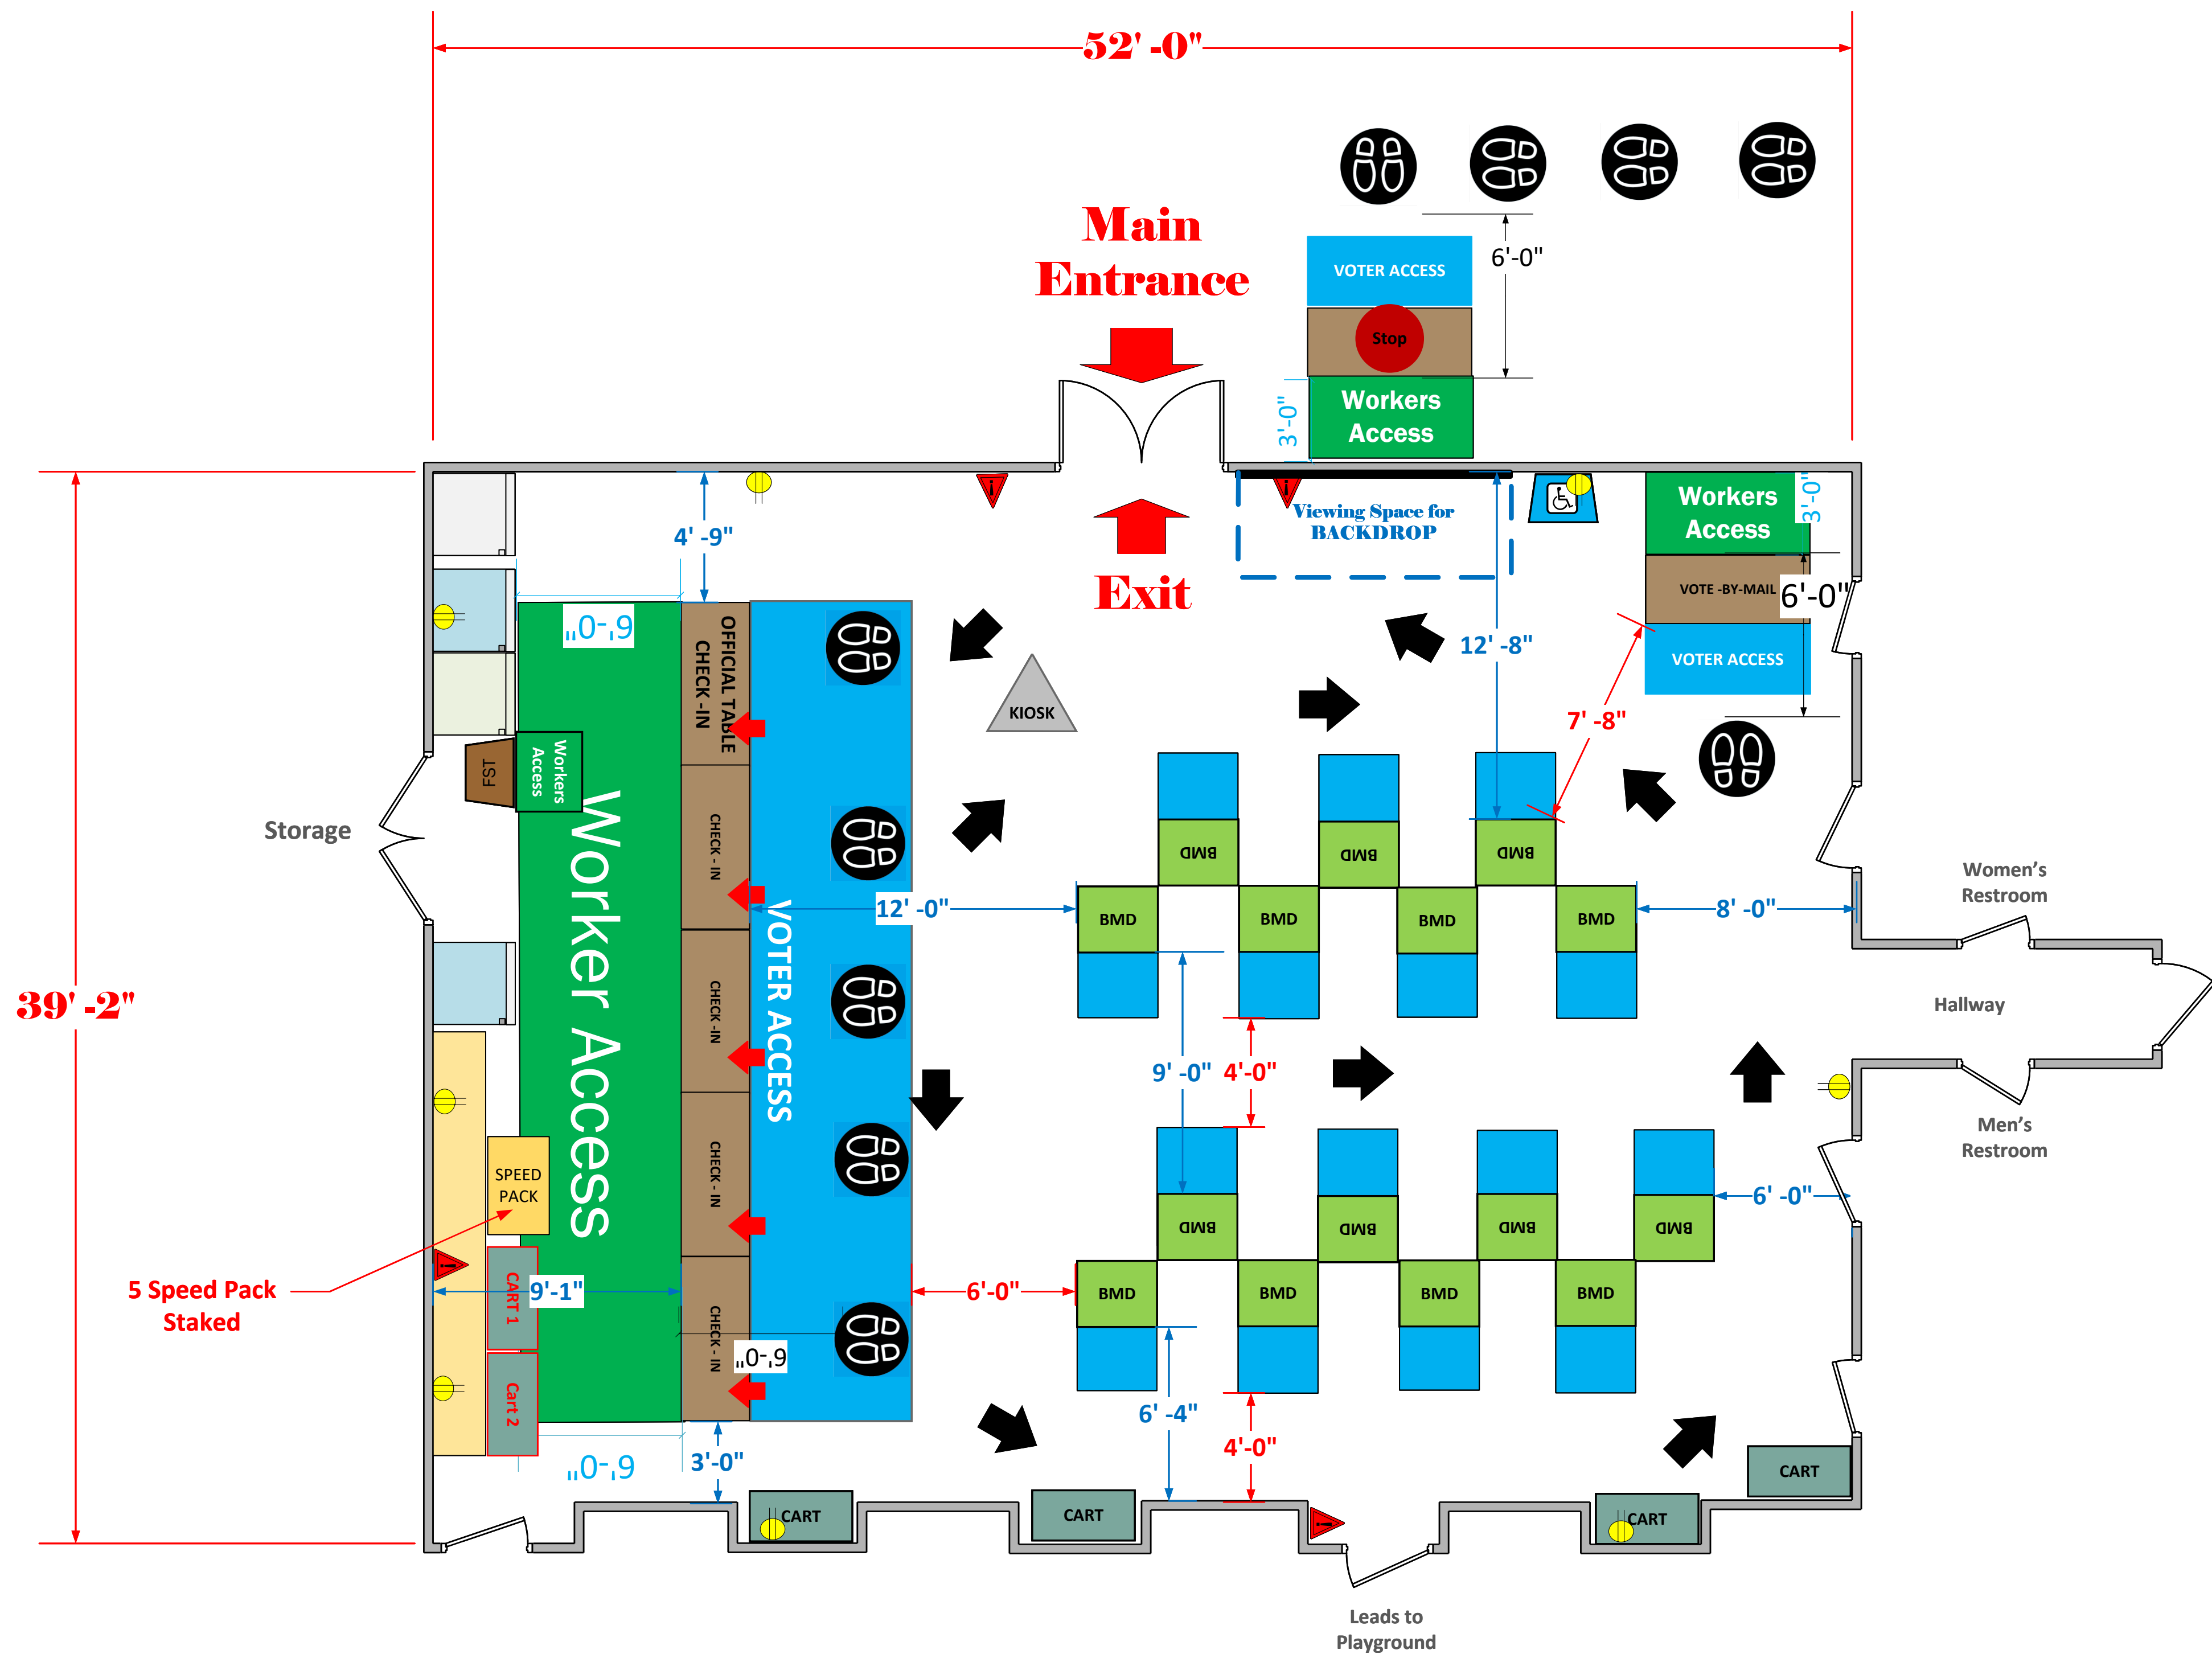 52' -0"
Main
Entrance
VOTER ACCESS
6'-0"
Stop
Workers
Access
3'-0"
4' -9"
Viewing Space for
BACKDROP
Workers
Access
3'-0"
Exit
VOTE -BY-MAIL
6'-0"
VOTER ACCESS
6'-0"
OFFICIAL TABLE
CHECK -IN
12' -8"
KIOSK
7' -8"
FST
Workers
Access
Storage
Worker Access
CHECK - IN
VOTER ACCESS
BMD
BMD
BMD
12' -0"
BMD
BMD
BMD
BMD
8' -0"
Women's
Restroom
39' -2"
CHECK -IN
Hallway
9' -0"
4'-0"
Men's
Restroom
SPEED
PACK
CHECK - IN
BMD
BMD
BMD
BMD
6' -0"
5 Speed Pack
Staked
CART 1
9'-1"
6'-0"
BMD
BMD
BMD
BMD
CHECK - IN
6'-0"
Cart 2
6' -4"
4'-0"
6'-0"
3'-0"
CART
CART
CART
CART
Leads to
Playground